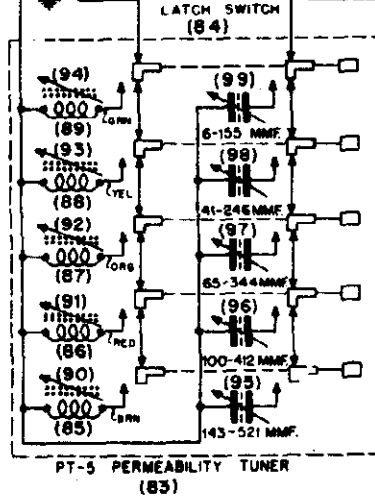 LATCH SWITCH
(84)
(94)
(89)
GRN
(99)
6-155 MMF.
(93)
(88)
YEL
(98)
41-246 MMF.
(92)
(87)
ORG
(97)
65-344 MMF.
(91)
(86)
RED
(96)
100-412 MMF.
(90)
(85)
BRN
(95)
143-521 MMF.
PT-5 PERMEABILITY TUNER
(83)